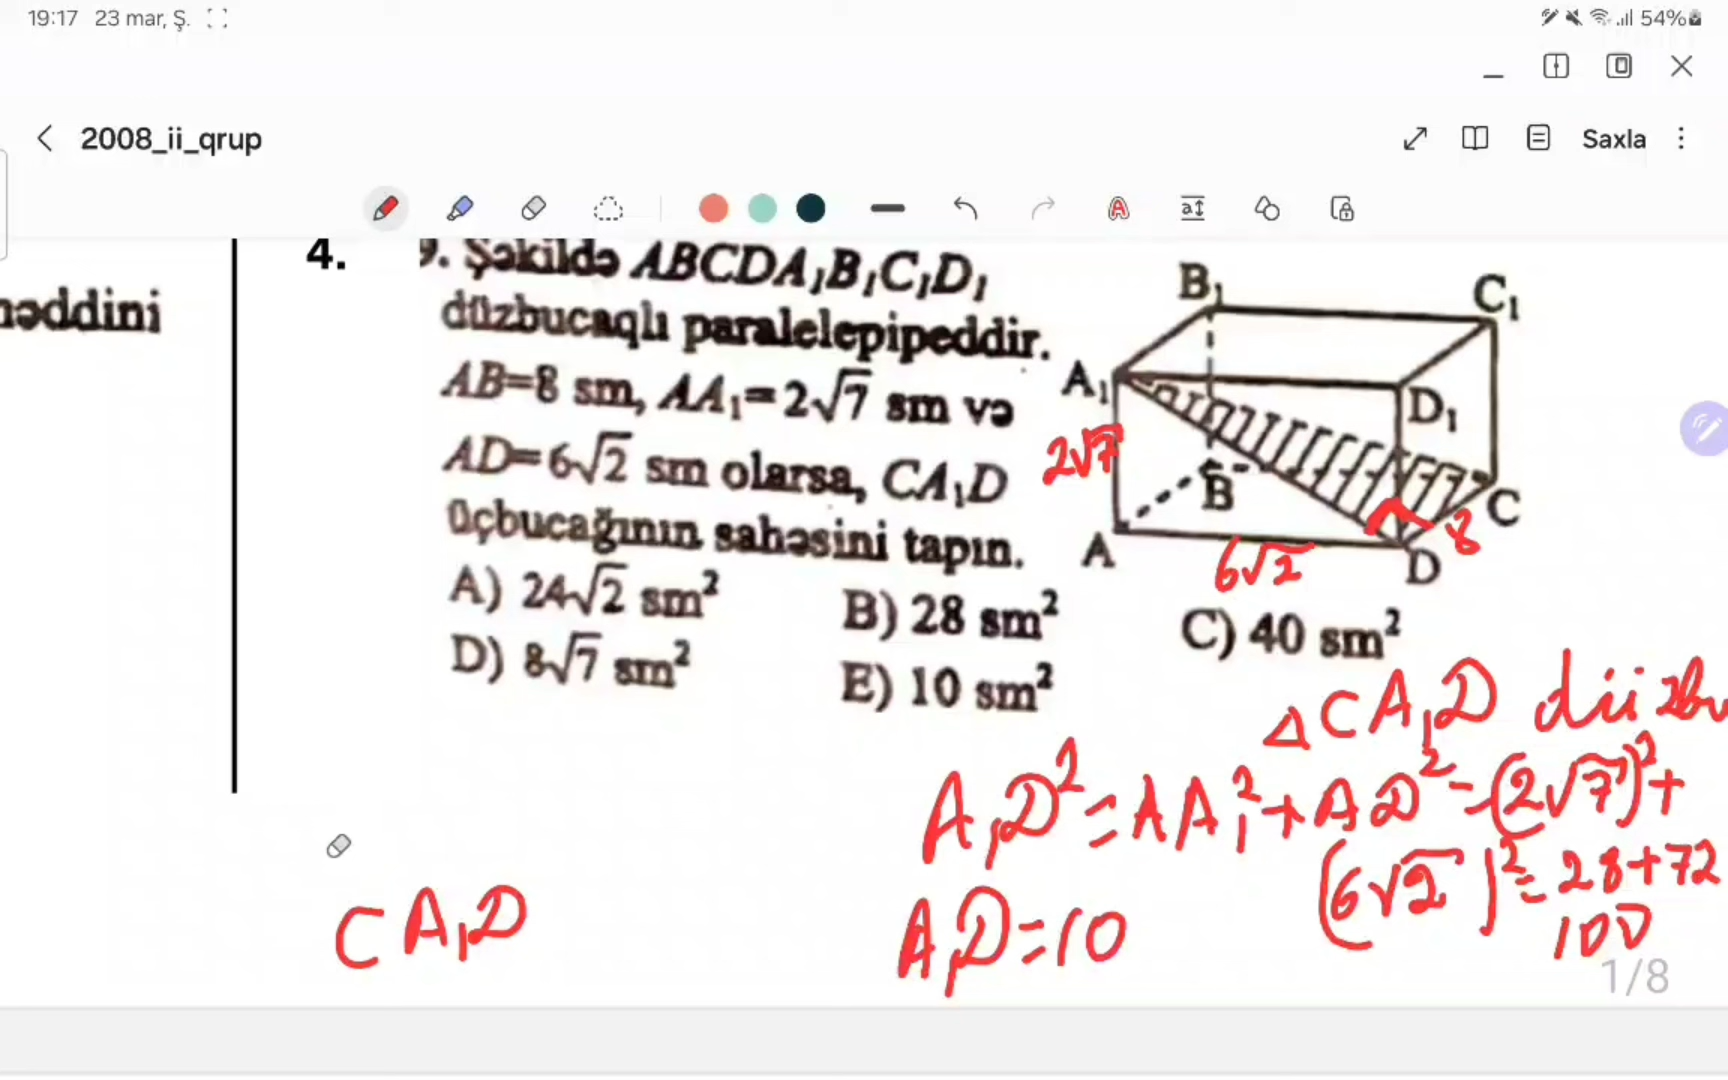 19:17 23 mar, Ş. 54%
2008_ii_qrup Saxla
4. 9. Şəkildə ABCDA₁B₁C₁D₁
düzbucaqlı paralelepipeddir.
AB=8 sm, AA₁=2√7 sm və
AD=6√2 sm olarsa, CA₁D
üçbucağının sahəsini tapın.
A) 24√2 sm²
B) 28 sm²
C) 40 sm²
D) 8√7 sm²
E) 10 sm²
B₁
C₁
A₁
D₁
2√7
B
C
8
A
6√2
D
△CA₁D
A₁D²=AA₁²+AD²=(2√7)²+
(6√2)²=28+72
100
A₁D=10
CA₁D
1/8